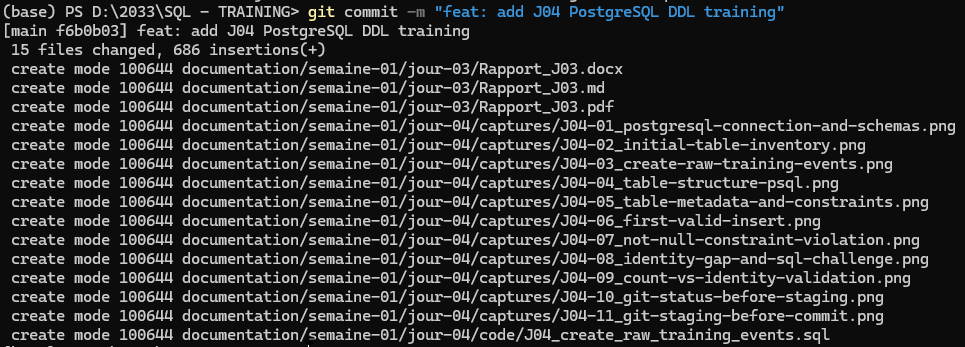 (base) PS D:\2033\SQL - TRAINING> git commit -m "feat: add J04 PostgreSQL DDL training"
[main f6b0b03] feat: add J04 PostgreSQL DDL training
 15 files changed, 686 insertions(+)
 create mode 100644 documentation/semaine-01/jour-03/Rapport_J03.docx
 create mode 100644 documentation/semaine-01/jour-03/Rapport_J03.md
 create mode 100644 documentation/semaine-01/jour-03/Rapport_J03.pdf
 create mode 100644 documentation/semaine-01/jour-04/captures/J04-01_postgresql-connection-and-schemas.png
 create mode 100644 documentation/semaine-01/jour-04/captures/J04-02_initial-table-inventory.png
 create mode 100644 documentation/semaine-01/jour-04/captures/J04-03_create-raw-training-events.png
 create mode 100644 documentation/semaine-01/jour-04/captures/J04-04_table-structure-psql.png
 create mode 100644 documentation/semaine-01/jour-04/captures/J04-05_table-metadata-and-constraints.png
 create mode 100644 documentation/semaine-01/jour-04/captures/J04-06_first-valid-insert.png
 create mode 100644 documentation/semaine-01/jour-04/captures/J04-07_not-null-constraint-violation.png
 create mode 100644 documentation/semaine-01/jour-04/captures/J04-08_identity-gap-and-sql-challenge.png
 create mode 100644 documentation/semaine-01/jour-04/captures/J04-09_count-vs-identity-validation.png
 create mode 100644 documentation/semaine-01/jour-04/captures/J04-10_git-status-before-staging.png
 create mode 100644 documentation/semaine-01/jour-04/captures/J04-11_git-staging-before-commit.png
 create mode 100644 documentation/semaine-01/jour-04/code/J04_create_raw_training_events.sql